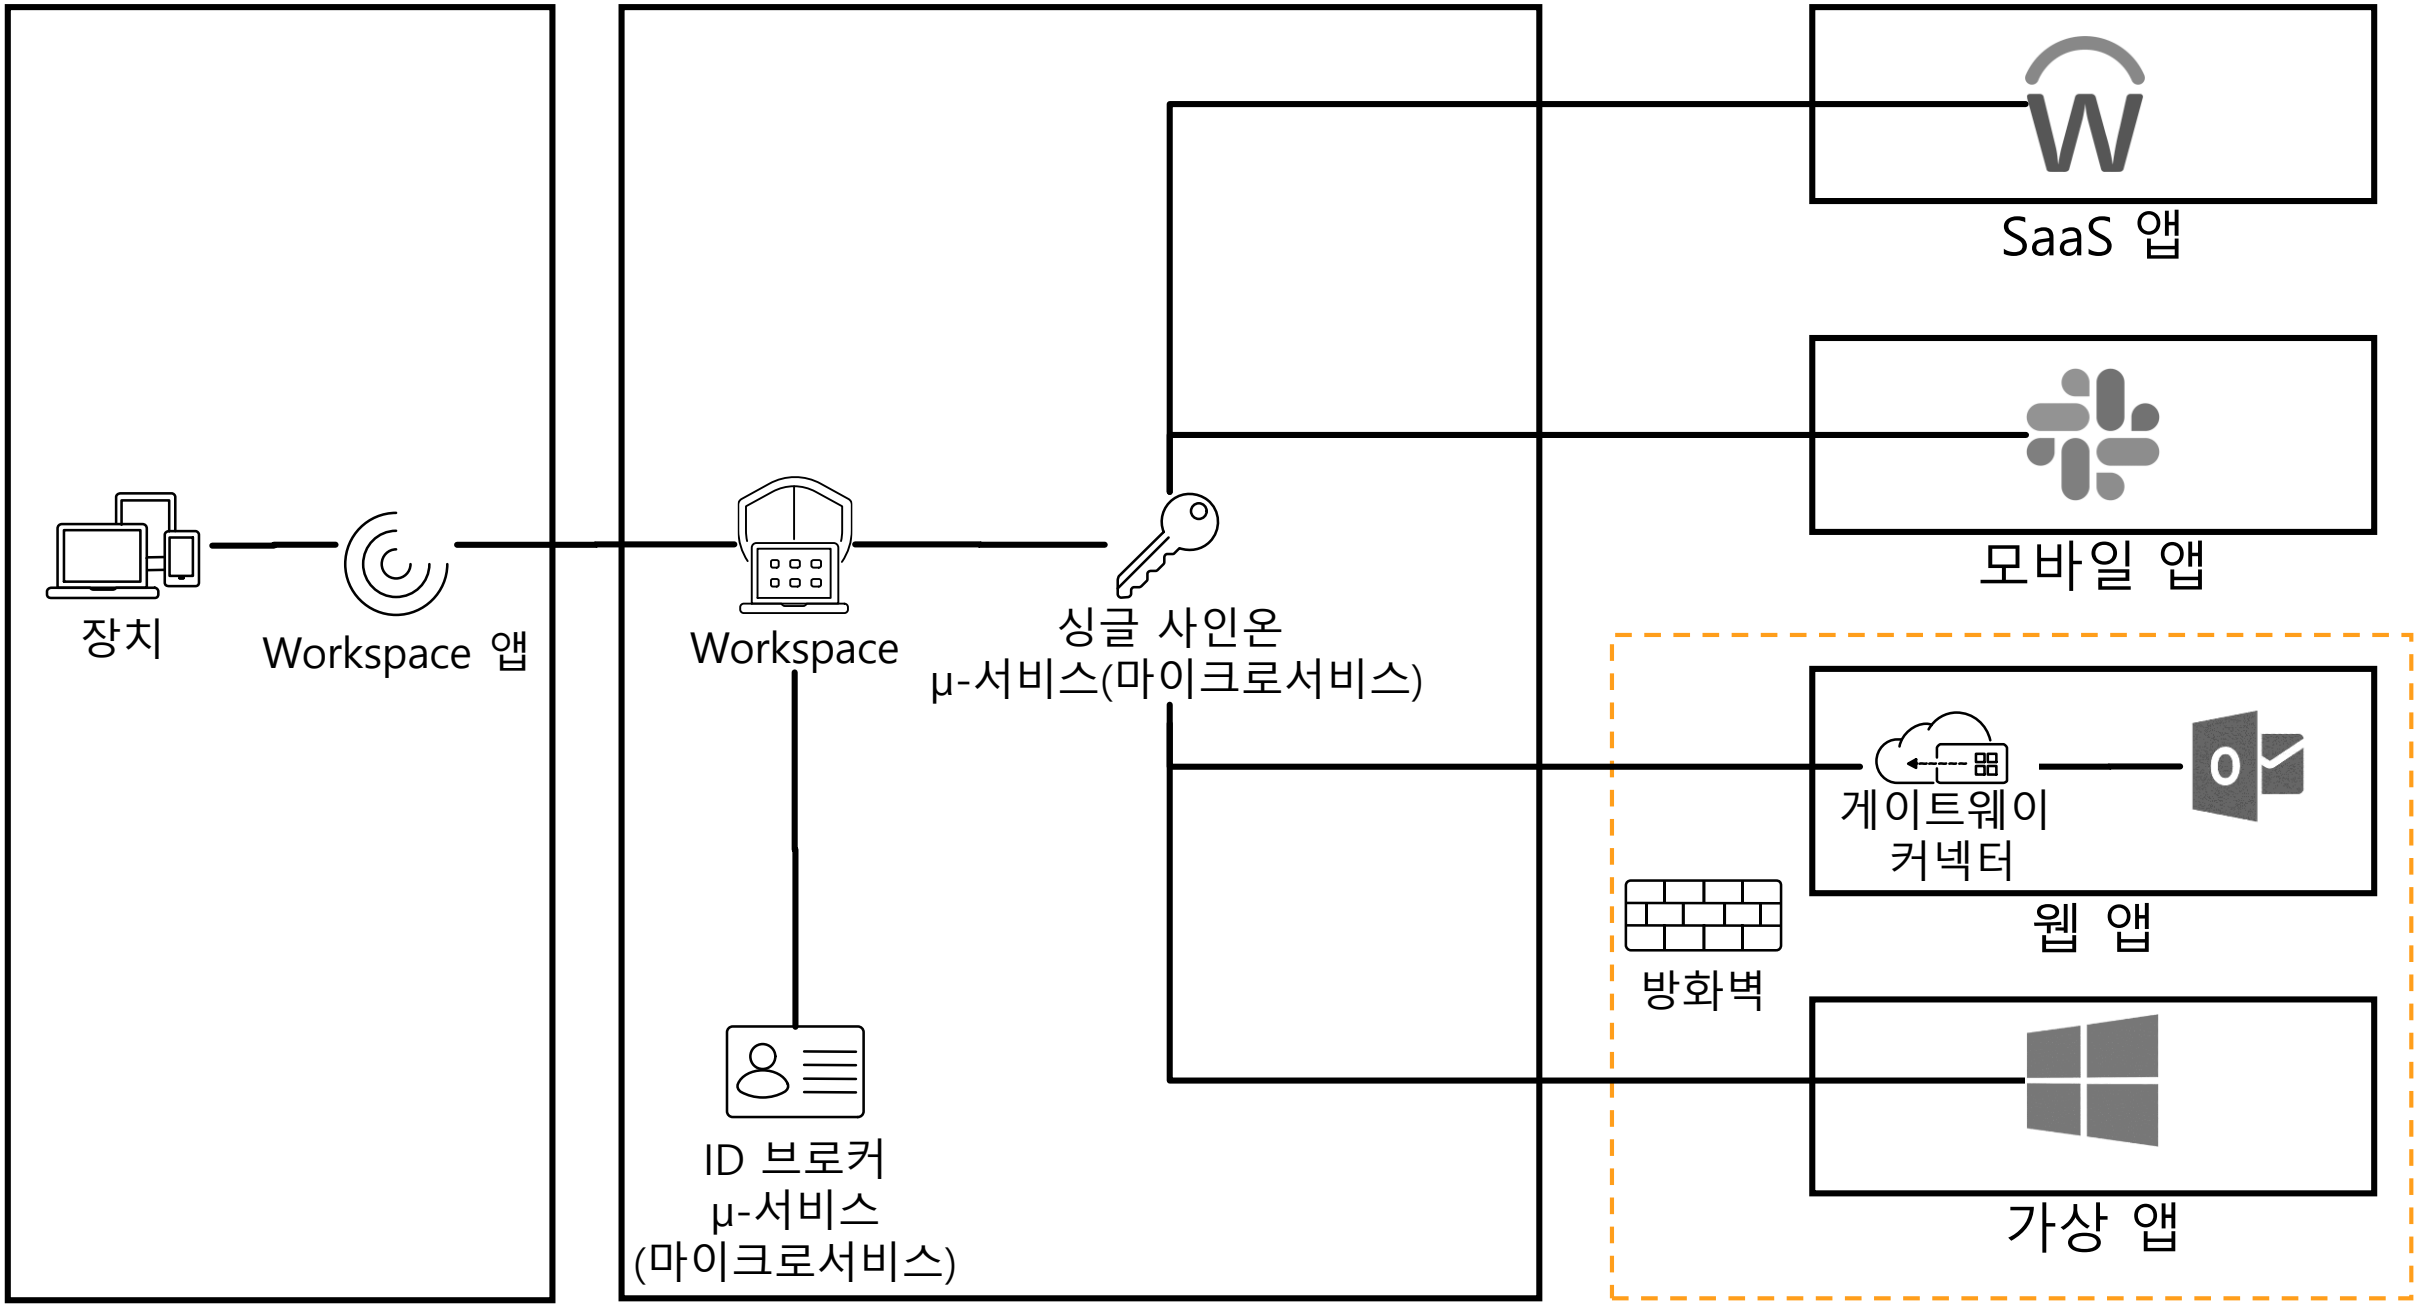 SaaS 앱
모바일 앱
장치
Workspace 앱
Workspace
싱글 사인온
μ-서비스(마이크로서비스)
게이트웨이
커넥터
웹 앱
방화벽
ID 브로커
μ-서비스
(마이크로서비스)
가상 앱